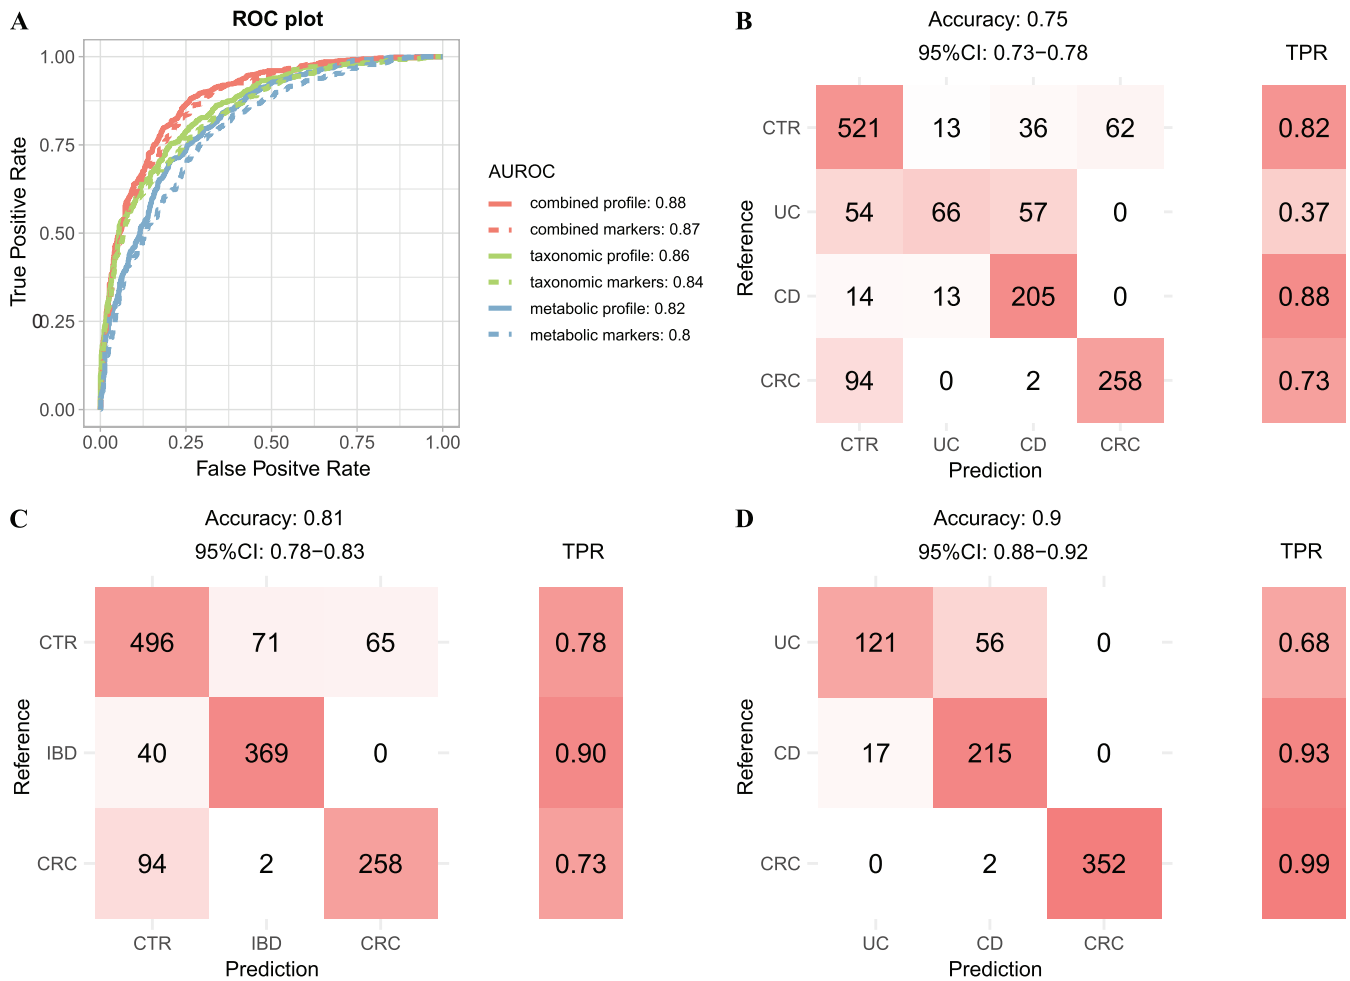 A
ROC plot
True Positive Rate
1.00
0.75
0.50
0.25
0
0.00
0.00 0.25 0.50 0.75 1.00
False Positve Rate
AUROC
combined profile: 0.88
combined markers: 0.87
taxonomic profile: 0.86
taxonomic markers: 0.84
metabolic profile: 0.82
metabolic markers: 0.8
B
Accuracy: 0.75
95%CI: 0.73−0.78
TPR
Reference
CTR 521 13 36 62 0.82
UC 54 66 57 0 0.37
CD 14 13 205 0 0.88
CRC 94 0 2 258 0.73
CTR UC CD CRC
Prediction
C
Accuracy: 0.81
95%CI: 0.78−0.83
TPR
Reference
CTR 496 71 65 0.78
IBD 40 369 0 0.90
CRC 94 2 258 0.73
CTR IBD CRC
Prediction
D
Accuracy: 0.9
95%CI: 0.88−0.92
TPR
Reference
UC 121 56 0 0.68
CD 17 215 0 0.93
CRC 0 2 352 0.99
UC CD CRC
Prediction